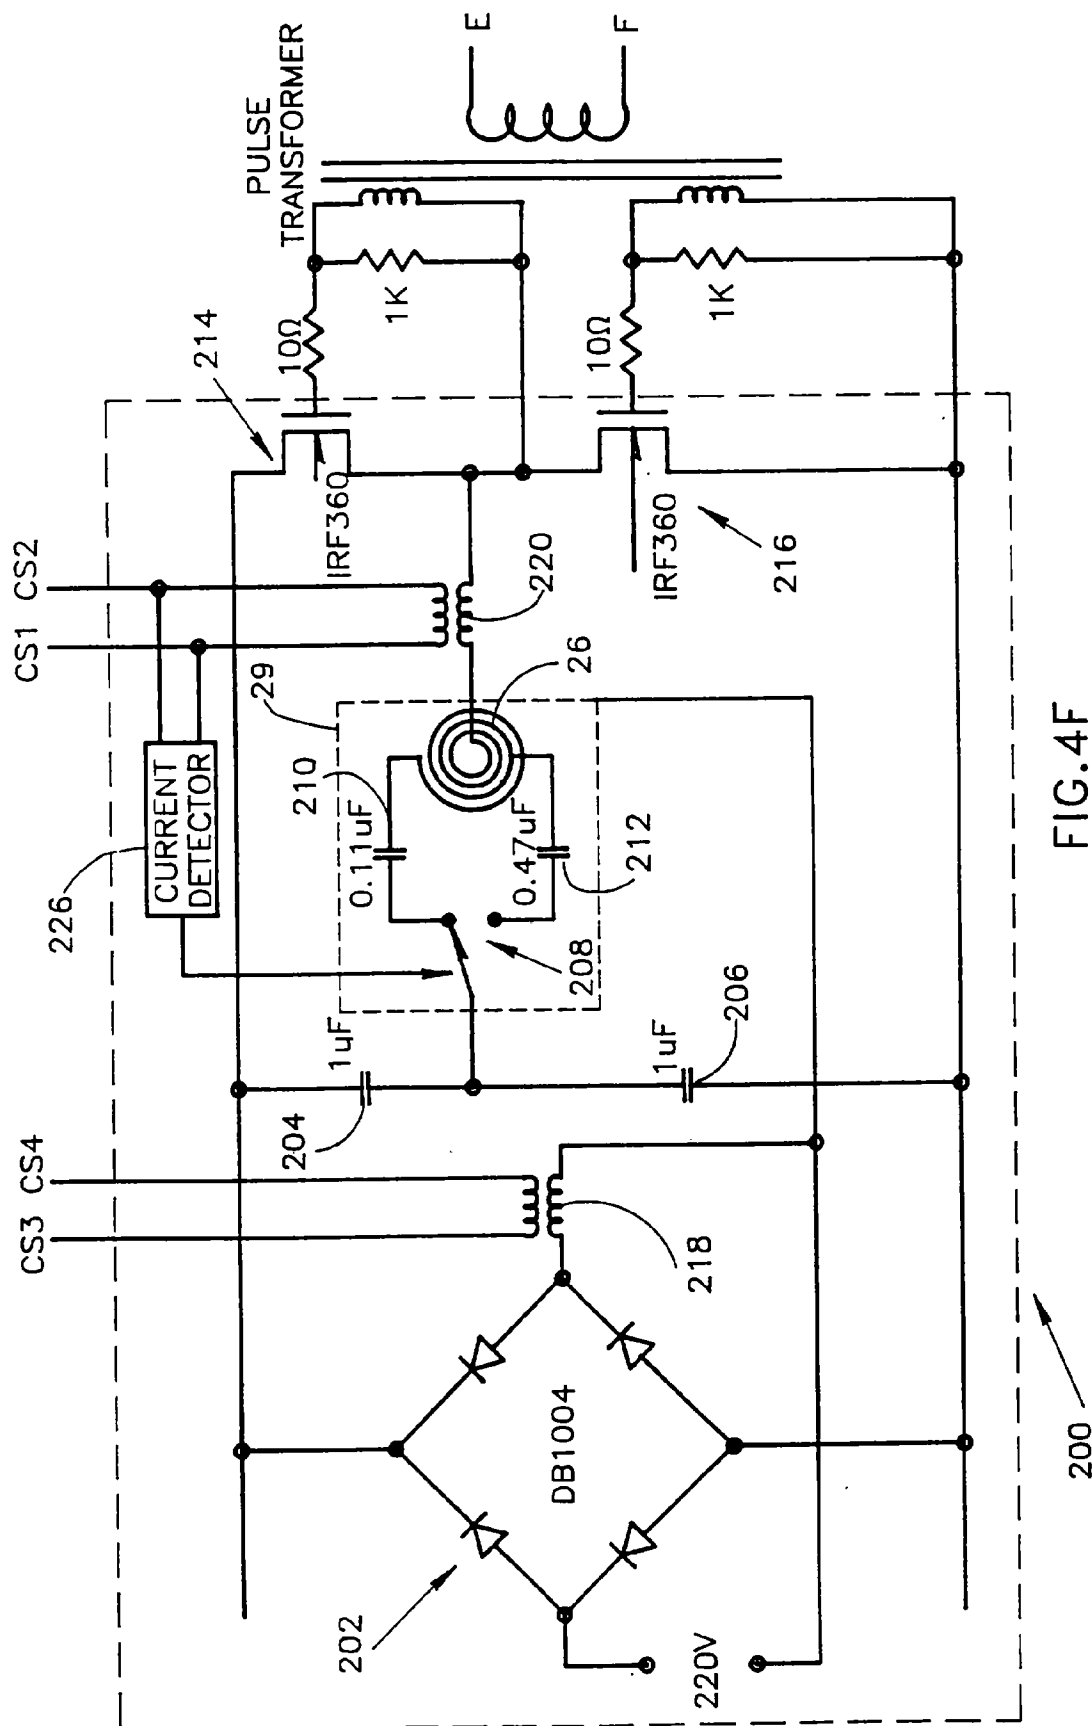 PULSE
TRANSFORMER
E
F
CS3
CS4
CS1
CS2
214
10Ω
1K
10Ω
1K
226
CURRENT
DETECTOR
29
IRF360
220
IRF360
216
26
210
0.11uF
0.47uF
212
208
1uF
204
1uF
206
218
DB1004
202
220V
200
FIG.4F